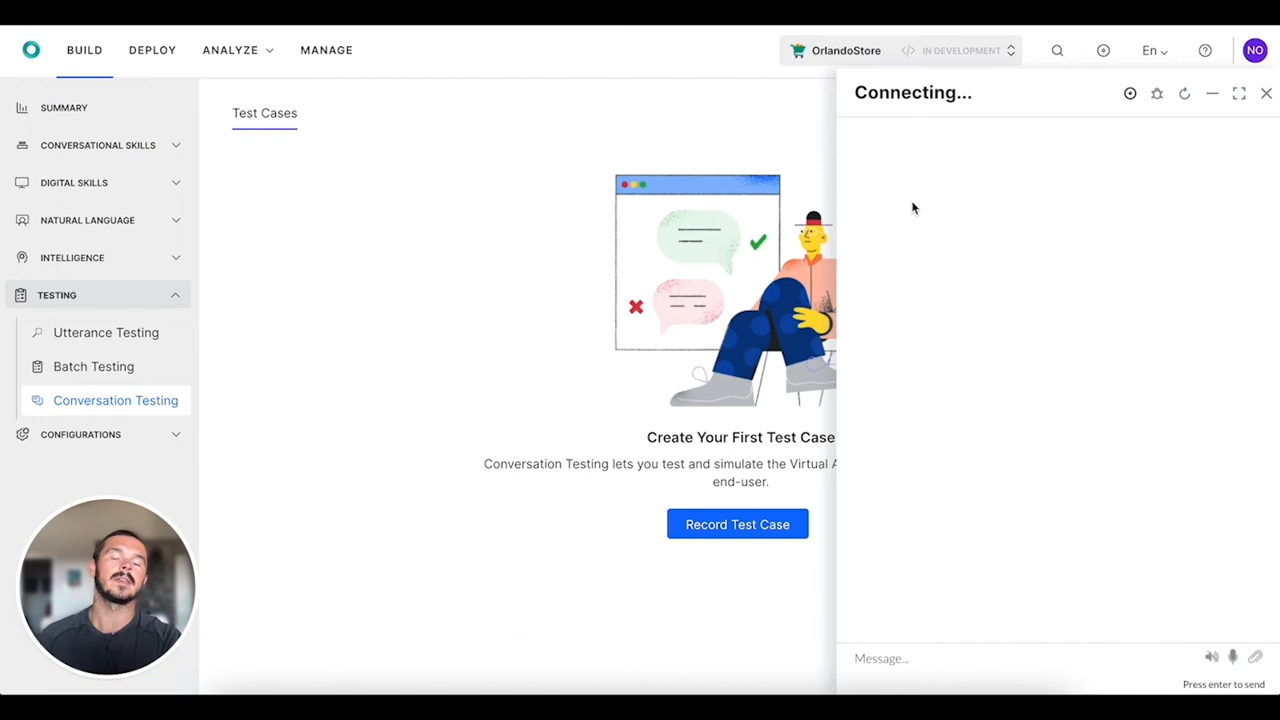 BUILD
DEPLOY
ANALYZE
MANAGE
OrlandoStore
IN DEVELOPMENT
En
NO
SUMMARY
CONVERSATIONAL SKILLS
DIGITAL SKILLS
NATURAL LANGUAGE
INTELLIGENCE
TESTING
Utterance Testing
Batch Testing
Conversation Testing
CONFIGURATIONS
Test Cases
Create Your First Test Case
Conversation Testing lets you test and simulate the Virtual A
end-user.
Record Test Case
Connecting...
Message...
Press enter to send